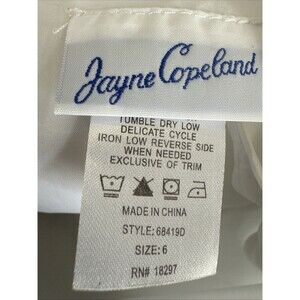 Jayne Copeland
TUMBLE DRY LOW
DELICATE CYCLE
IRON LOW REVERSE SIDE
WHEN NEEDED
EXCLUSIVE OF TRIM
MADE IN CHINA
STYLE: 68419D
SIZE: 6
RN# 18297